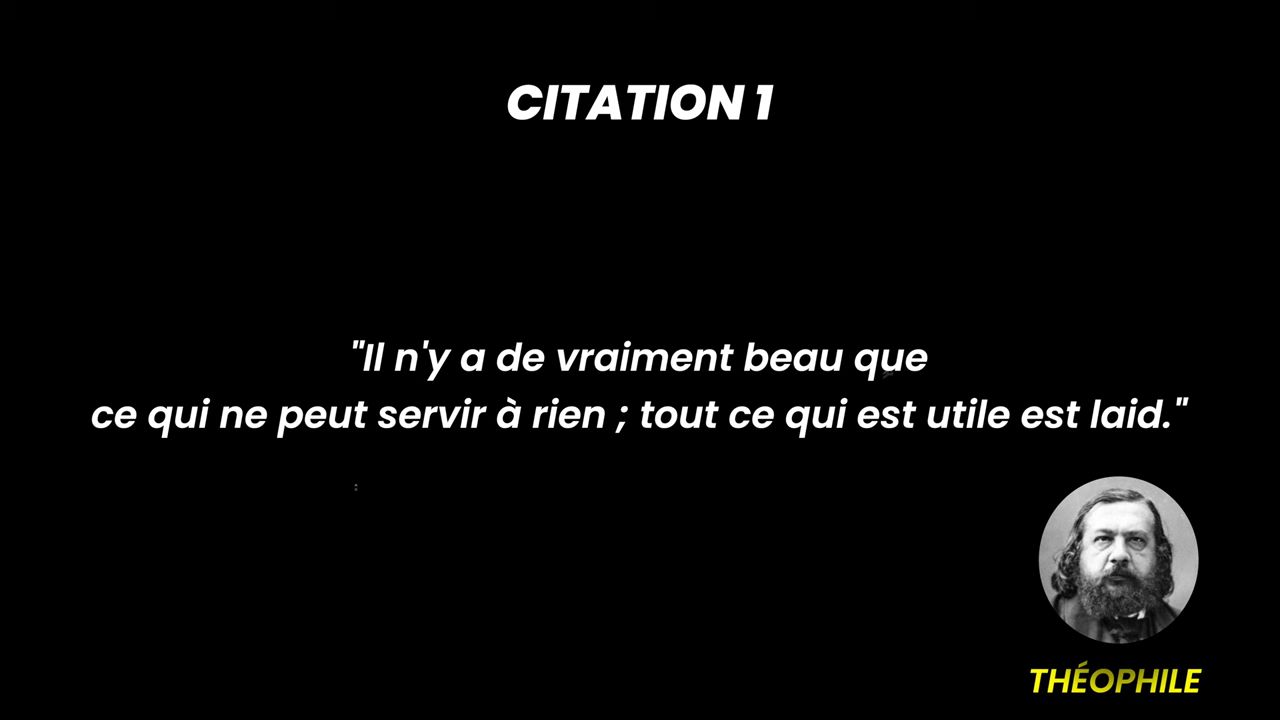 CITATION 1
"Il n'y a de vraiment beau que
ce qui ne peut servir à rien ; tout ce qui est utile est laid."
THÉOPHILE